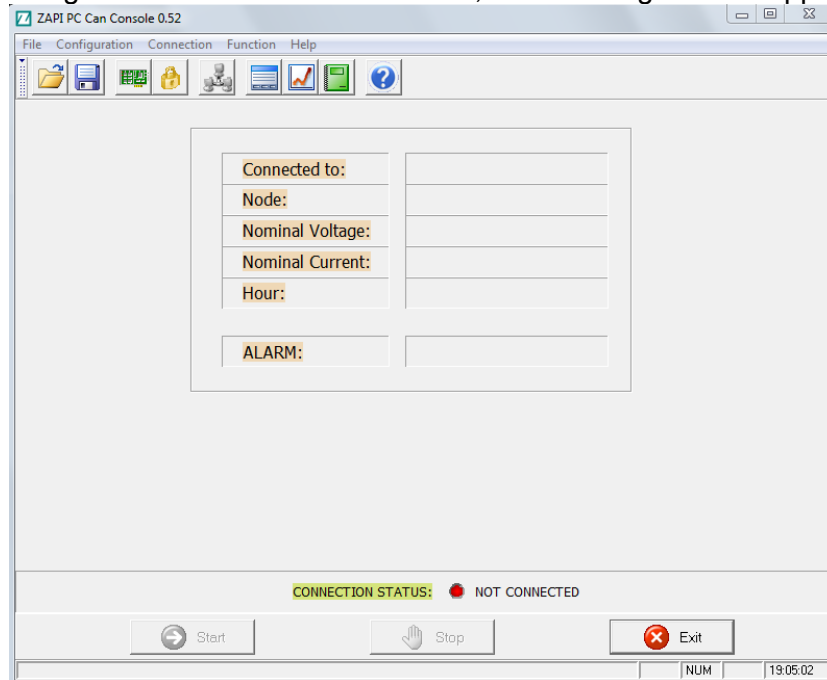 ZAPI PC Can Console 0.52
File Configuration Connection Function Help
Connected to:
Node:
Nominal Voltage:
Nominal Current:
Hour:
ALARM:
CONNECTION STATUS: NOT CONNECTED
Start Stop Exit
NUM 19:05:02